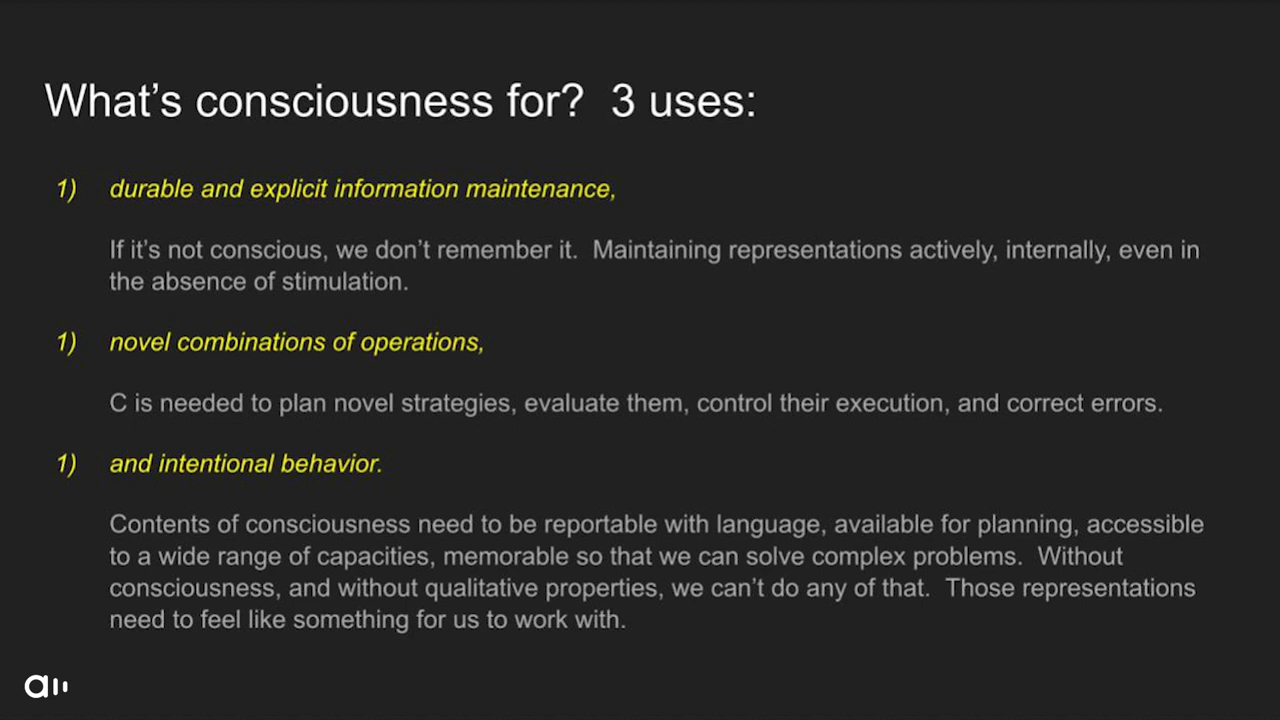 What's consciousness for?  3 uses:
1) durable and explicit information maintenance,
If it's not conscious, we don't remember it.  Maintaining representations actively, internally, even in
the absence of stimulation.
1) novel combinations of operations,
C is needed to plan novel strategies, evaluate them, control their execution, and correct errors.
1) and intentional behavior.
Contents of consciousness need to be reportable with language, available for planning, accessible
to a wide range of capacities, memorable so that we can solve complex problems.  Without
consciousness, and without qualitative properties, we can't do any of that.  Those representations
need to feel like something for us to work with.